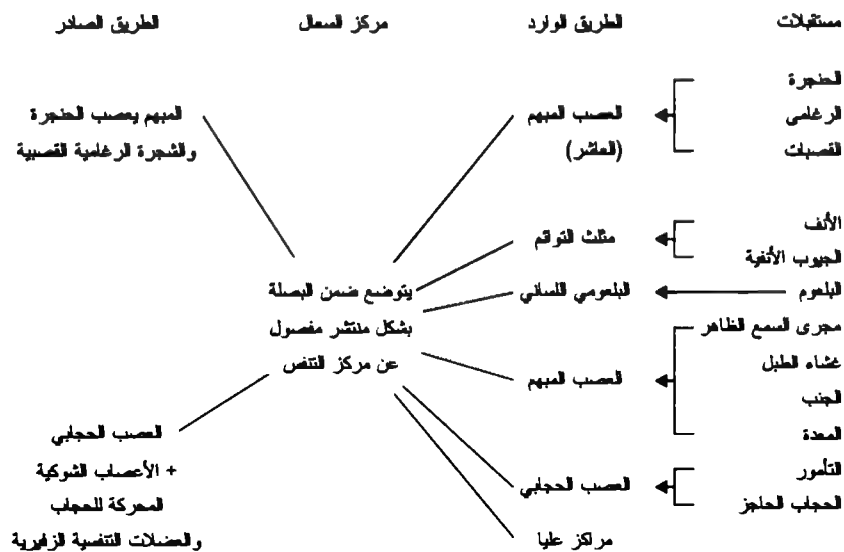 مستقبلات
الطريق الوارد
مركز السعال
الطريق الصادر
الحنجرة
الرغامى
القصبات
العصب المبهم
(العاشر)
المبهم يعصب الحنجرة
والشجرة الرغامية القصبية
الأنف
الجيوب الأنفية
مثلث التوائم
البلعوم
البلعومي اللساني
يتوضع ضمن البصلة
بشكل منتشر مفصول
عن مركز التنفس
مجرى السمع الظاهر
غشاء الطبل
الجنب
المعدة
العصب المبهم
التأمور
الحجاب الحاجز
العصب الحجابي
مراكز عليا
العصب الحجابي
+ الأعصاب الشوكية
المحركة للحجاب
والعضلات التنفسية الزفيرية